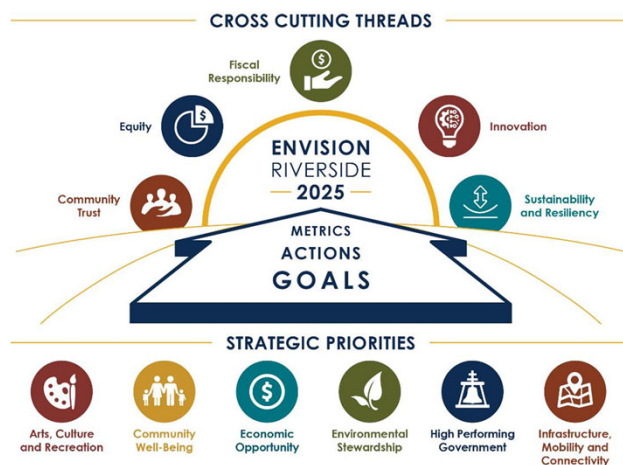 CROSS CUTTING THREADS
Fiscal
Responsibility
$
$
Equity
Innovation
ENVISION
RIVERSIDE
2025
Community
Trust
Sustainability
and Resiliency
METRICS
ACTIONS
GOALS
STRATEGIC PRIORITIES
$
Arts, Culture
and Recreation
Community
Well-Being
Economic
Opportunity
Environmental
Stewardship
High Performing
Government
Infrastructure,
Mobility and
Connectivity